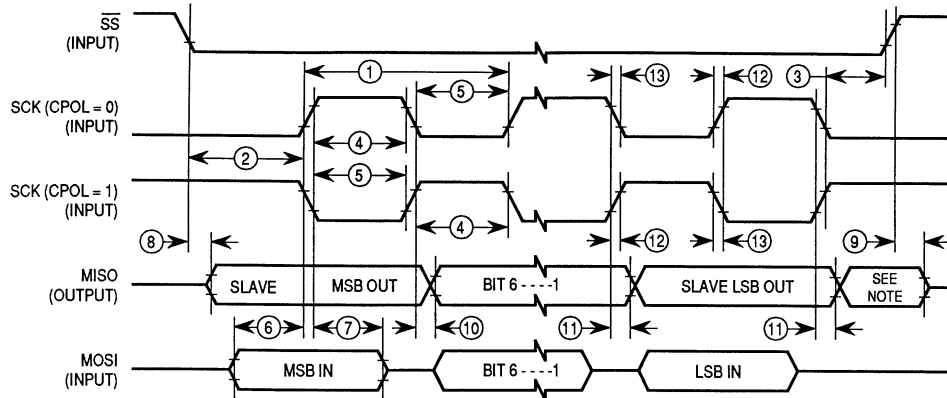 SS
(INPUT)
1
13
12
3
5
SCK (CPOL = 0)
(INPUT)
4
2
5
SCK (CPOL = 1)
(INPUT)
4
8
12
13
9
MISO
(OUTPUT)
SLAVE MSB OUT BIT 6 - - - - -1 SLAVE LSB OUT SEE
NOTE
6
7
10
11
11
MOSI
(INPUT)
MSB IN BIT 6 - - - - -1 LSB IN